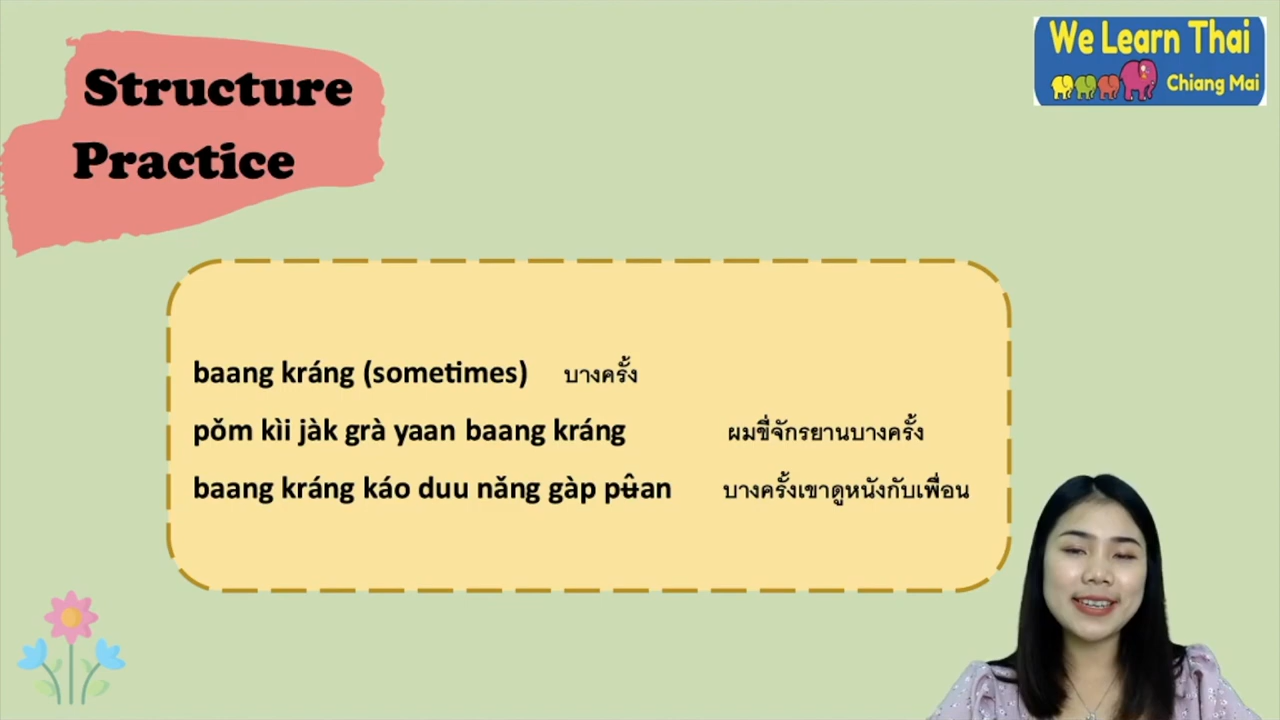 Structure
Practice
We Learn Thai
Chiang Mai
baang kráng (sometimes) บางครั้ง
pǒm kìi jàk grà yaan baang kráng ผมขี่จักรยานบางครั้ง
baang kráng káo duu nǎng gàp pʉ̂an บางครั้งเขาดูหนังกับเพื่อน